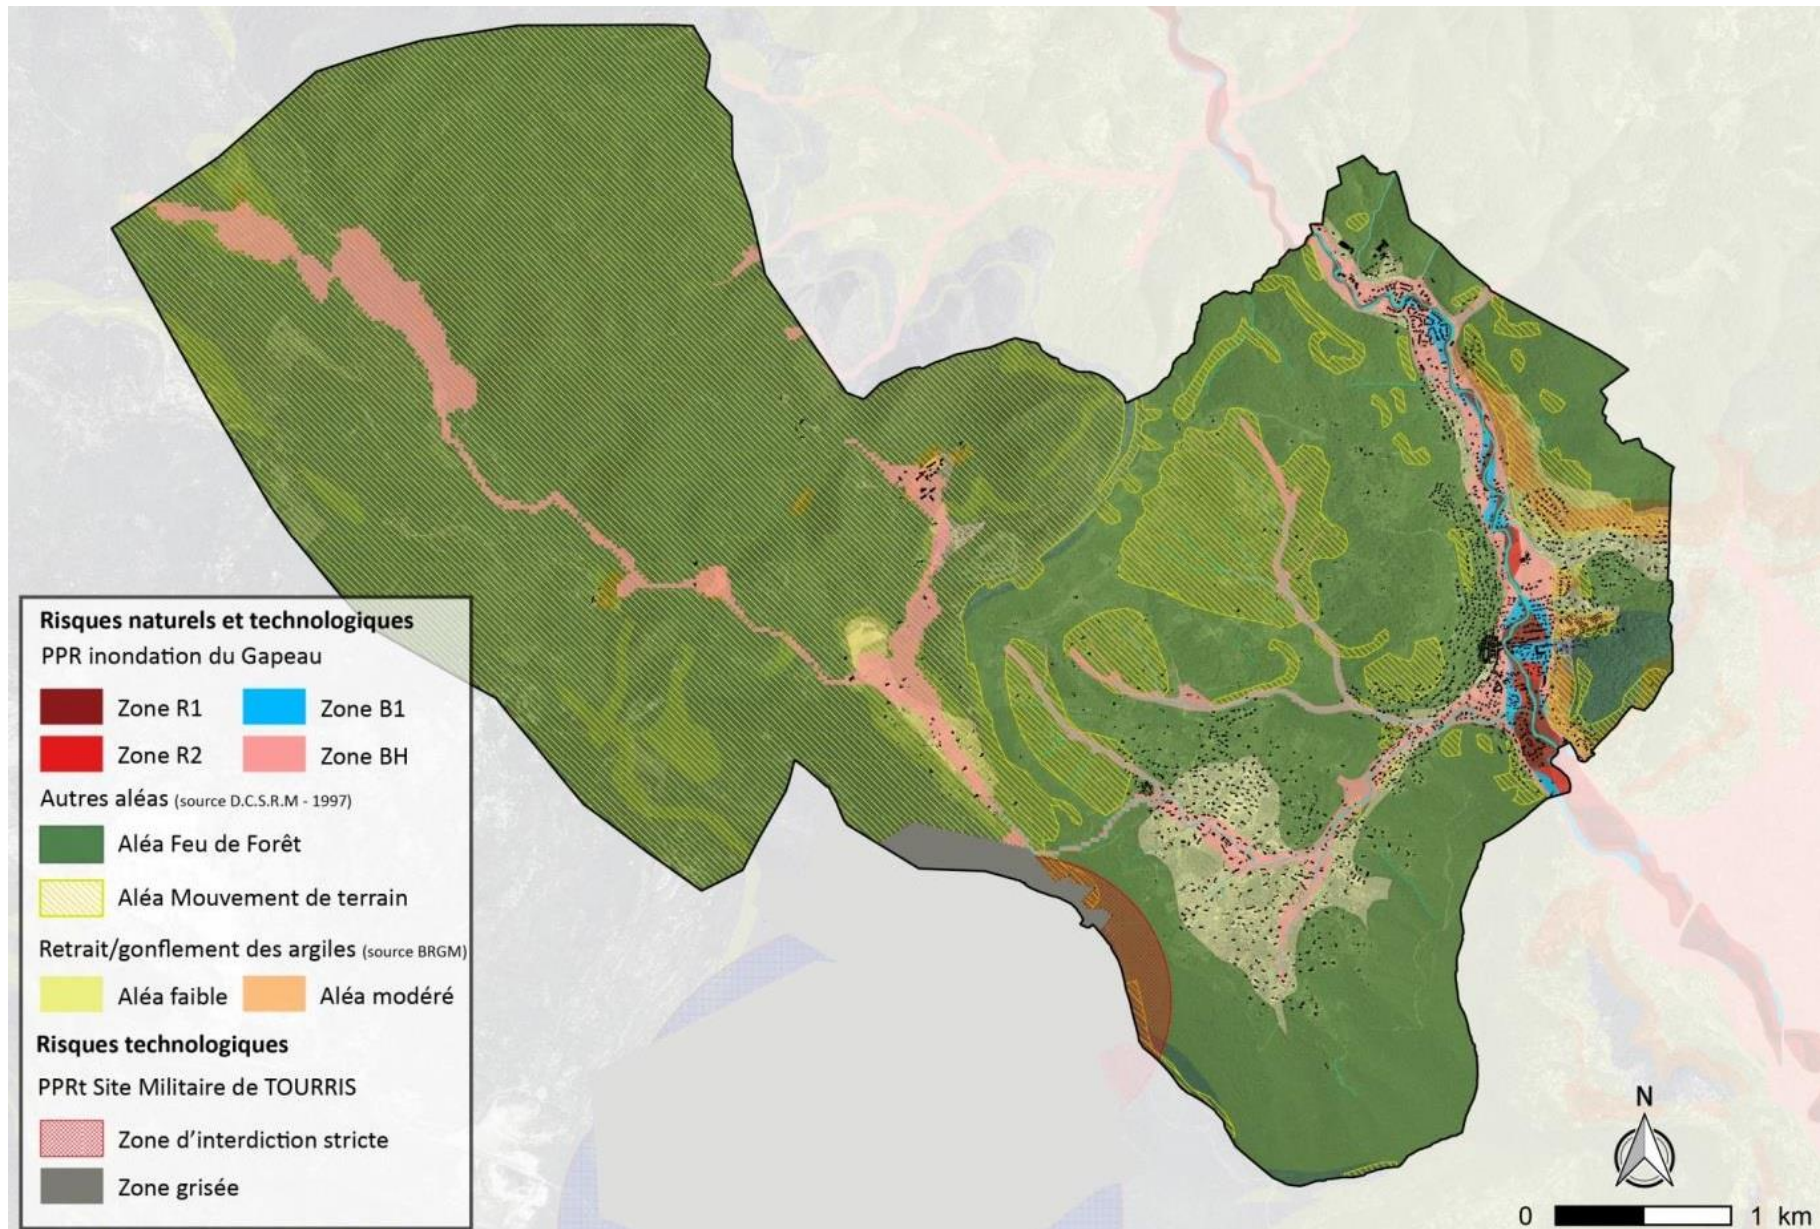 Risques naturels et technologiques
PPR inondation du Gapeau
Zone R1
Zone B1
Zone R2
Zone BH
Autres aléas (source D.C.S.R.M - 1997)
Aléa Feu de Forêt
Aléa Mouvement de terrain
Retrait/gonflement des argiles (source BRGM)
Aléa faible
Aléa modéré
Risques technologiques
PPRt Site Militaire de TOURRIS
Zone d'interdiction stricte
Zone grisée
N
0 1 km